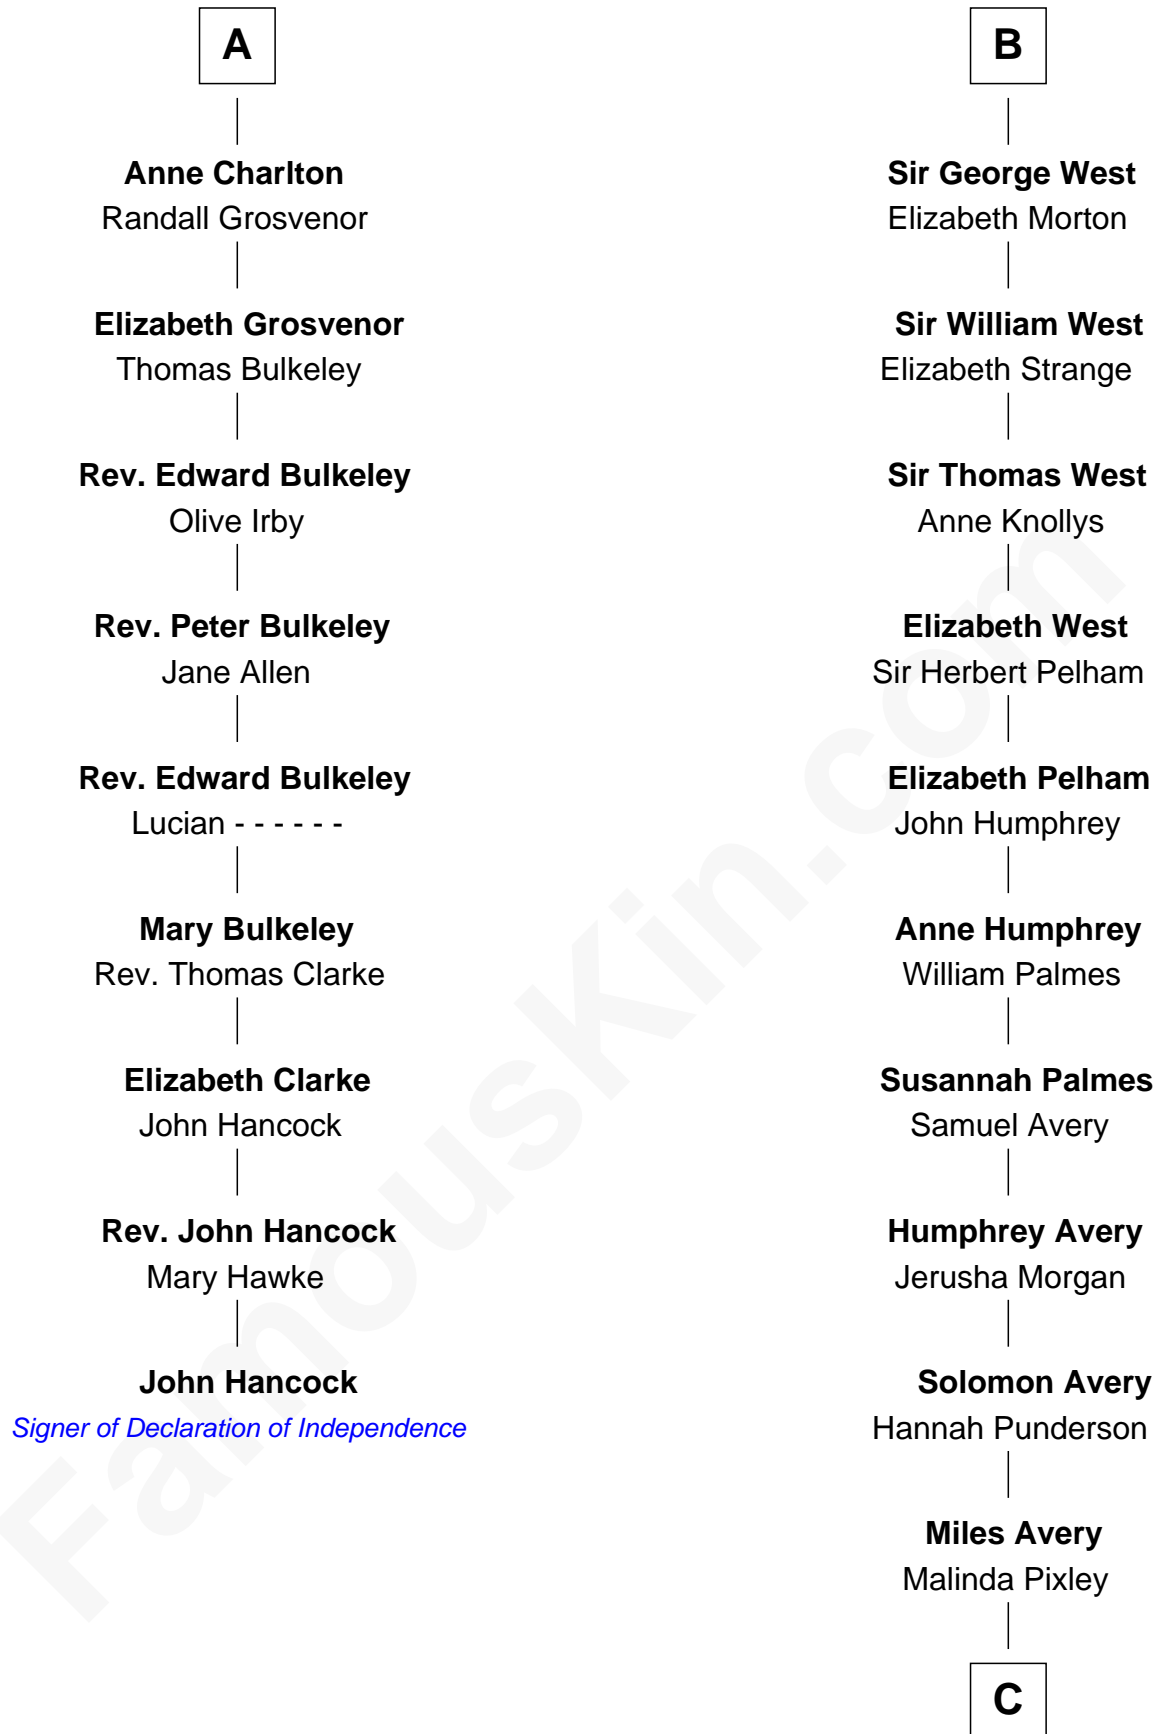 A
Anne Charlton
Randall Grosvenor
Elizabeth Grosvenor
Thomas Bulkeley
Rev. Edward Bulkeley
Olive Irby
Rev. Peter Bulkeley
Jane Allen
Rev. Edward Bulkeley
Lucian - - - - - -
Mary Bulkeley
Rev. Thomas Clarke
Elizabeth Clarke
John Hancock
Rev. John Hancock
Mary Hawke
John Hancock
Signer of Declaration of Independence
B
Sir George West
Elizabeth Morton
Sir William West
Elizabeth Strange
Sir Thomas West
Anne Knollys
Elizabeth West
Sir Herbert Pelham
Elizabeth Pelham
John Humphrey
Anne Humphrey
William Palmes
Susannah Palmes
Samuel Avery
Humphrey Avery
Jerusha Morgan
Solomon Avery
Hannah Punderson
Miles Avery
Malinda Pixley
C
FamousKin.com